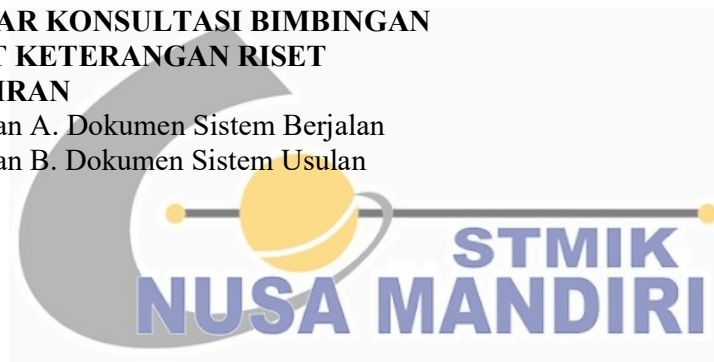 AR KONSULTASI BIMBINGAN
T KETERANGAN RISET
IRAN
an A. Dokumen Sistem Berjalan
an B. Dokumen Sistem Usulan
STMIK
NUSA MANDIRI